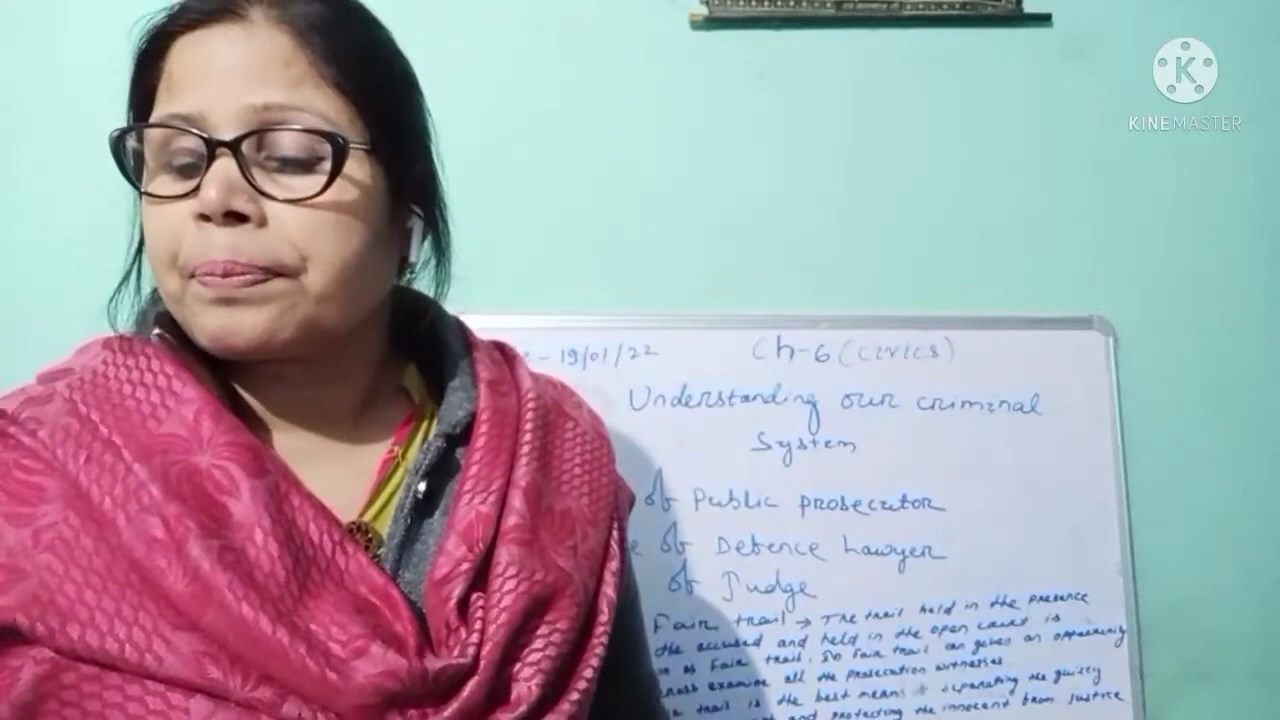 KINEMASTER
- 19/01/22 Ch-6 (civics)
Understanding our criminal
System
of Public prosecutor
of Defence Lawyer
of Judge
Fair trail → The trail held in the presence
the accused and held in the open court is
as Fair trail. In Fair trail can gives an opportunity
cross examine all the prosecution witnesses
trail is the best means separating the guilty
and protecting the innocent from justice